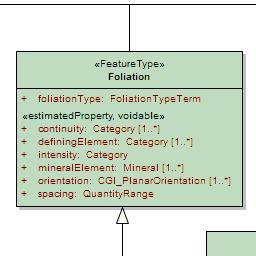 «FeatureType»
Foliation
+ foliationType: FoliationTypeTerm
«estimatedProperty, voidable»
+ continuity: Category [1..*]
+ definingElement: Category [1..*]
+ intensity: Category
+ mineralElement: Mineral [1..*]
+ orientation: CGI_PlanarOrientation [1..*]
+ spacing: QuantityRange